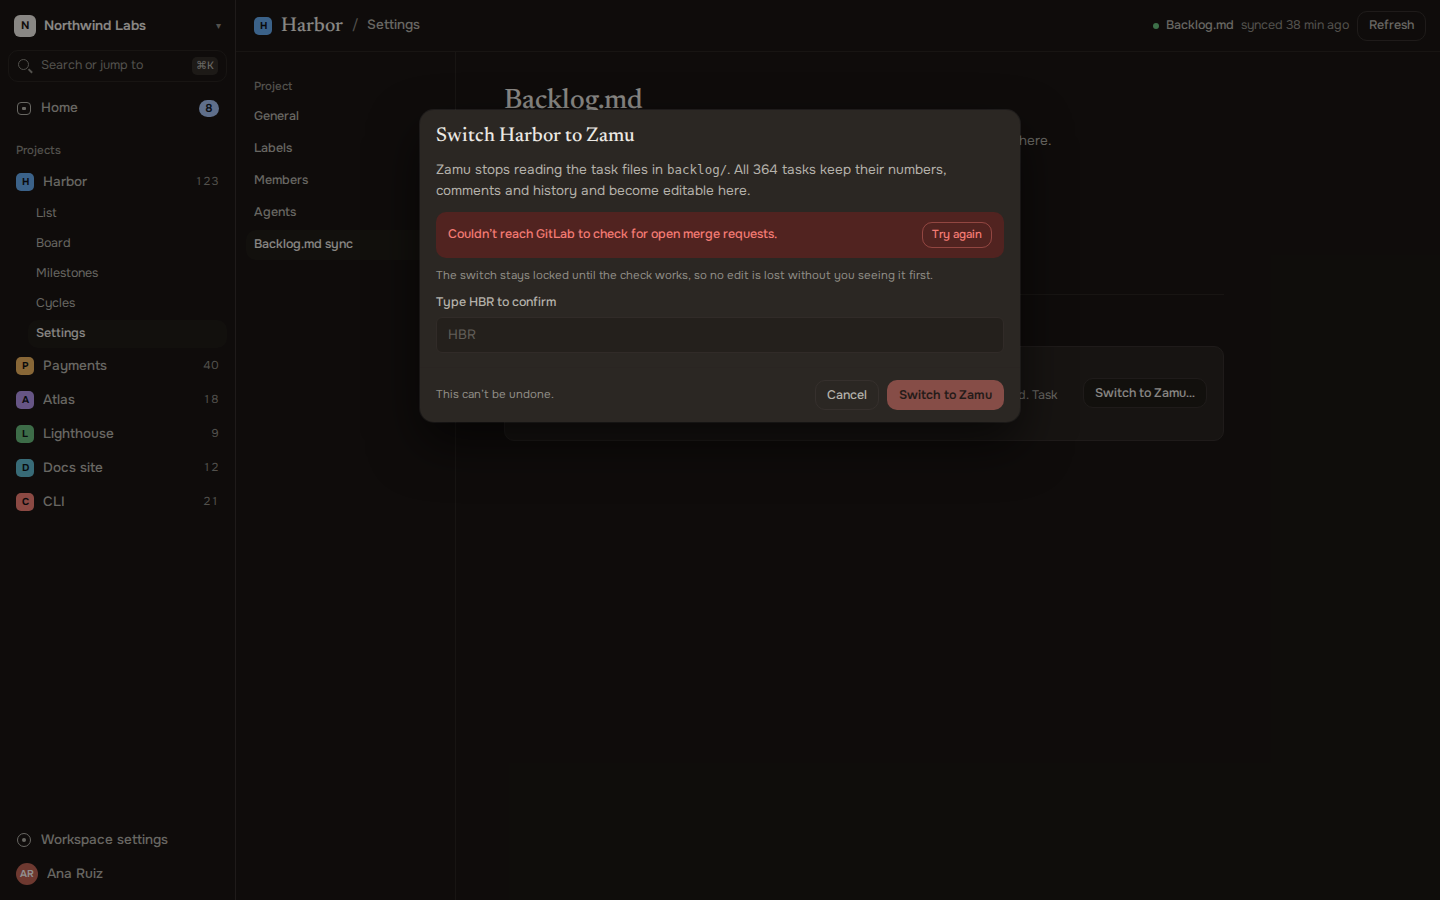 N Northwind Labs
Search or jump to ⌘K
Home 8
Projects
H Harbor 123
List
Board
Milestones
Cycles
Settings
P Payments 40
A Atlas 18
L Lighthouse 9
D Docs site 12
C CLI 21
Workspace settings
AR Ana Ruiz
H Harbor / Settings
Backlog.md synced 38 min ago Refresh
Project
General
Labels
Members
Agents
Backlog.md sync
Backlog.md
here.
Switch Harbor to Zamu
Zamu stops reading the task files in backlog/. All 364 tasks keep their numbers,
comments and history and become editable here.
Couldn't reach GitLab to check for open merge requests. Try again
The switch stays locked until the check works, so no edit is lost without you seeing it first.
Type HBR to confirm
HBR
This can't be undone. Cancel Switch to Zamu
d. Task Switch to Zamu...